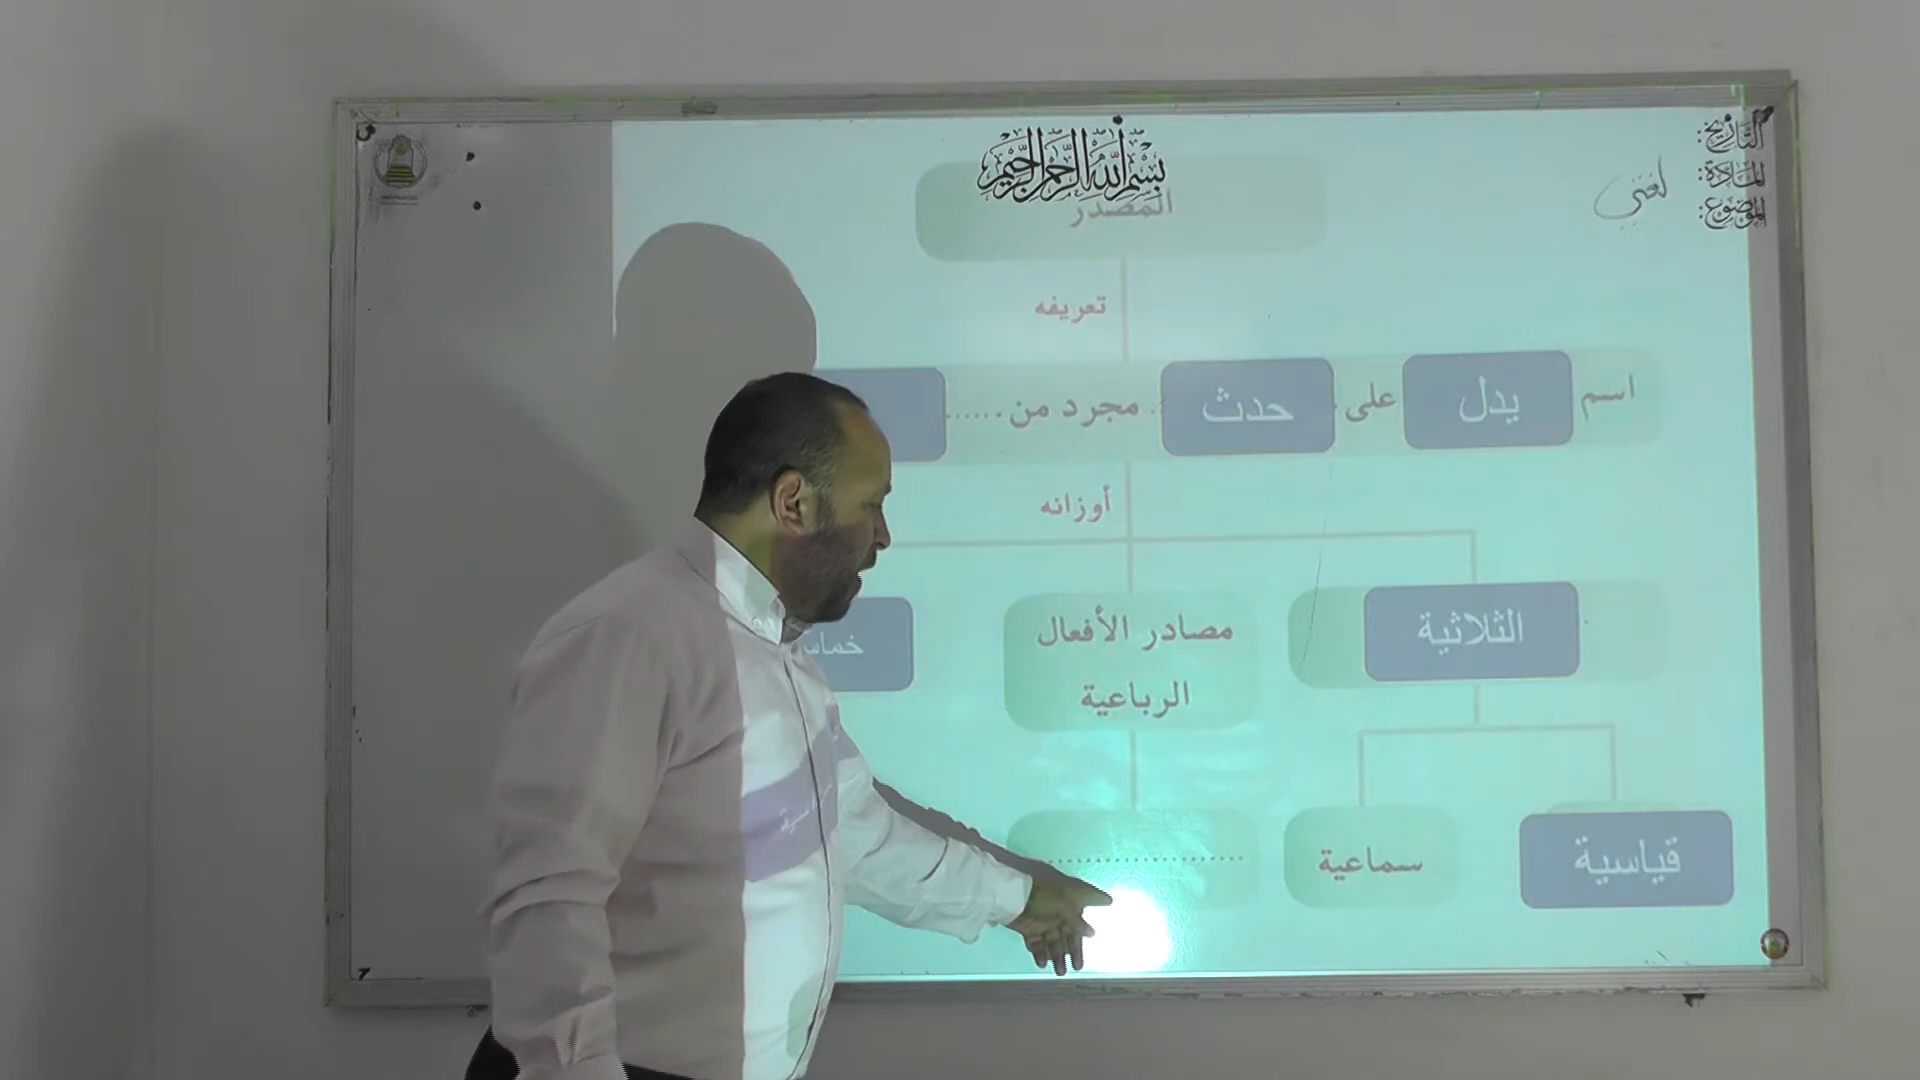 بسم الله الرحمن الرحيم
التاريخ:
المادة: لغتي
الموضوع:
المصدر
تعريفه
اسم يدل على حدث مجرد من ......
أوزانه
الثلاثية
مصادر الأفعال
الرباعية
خماس
قياسية
سماعية
......................